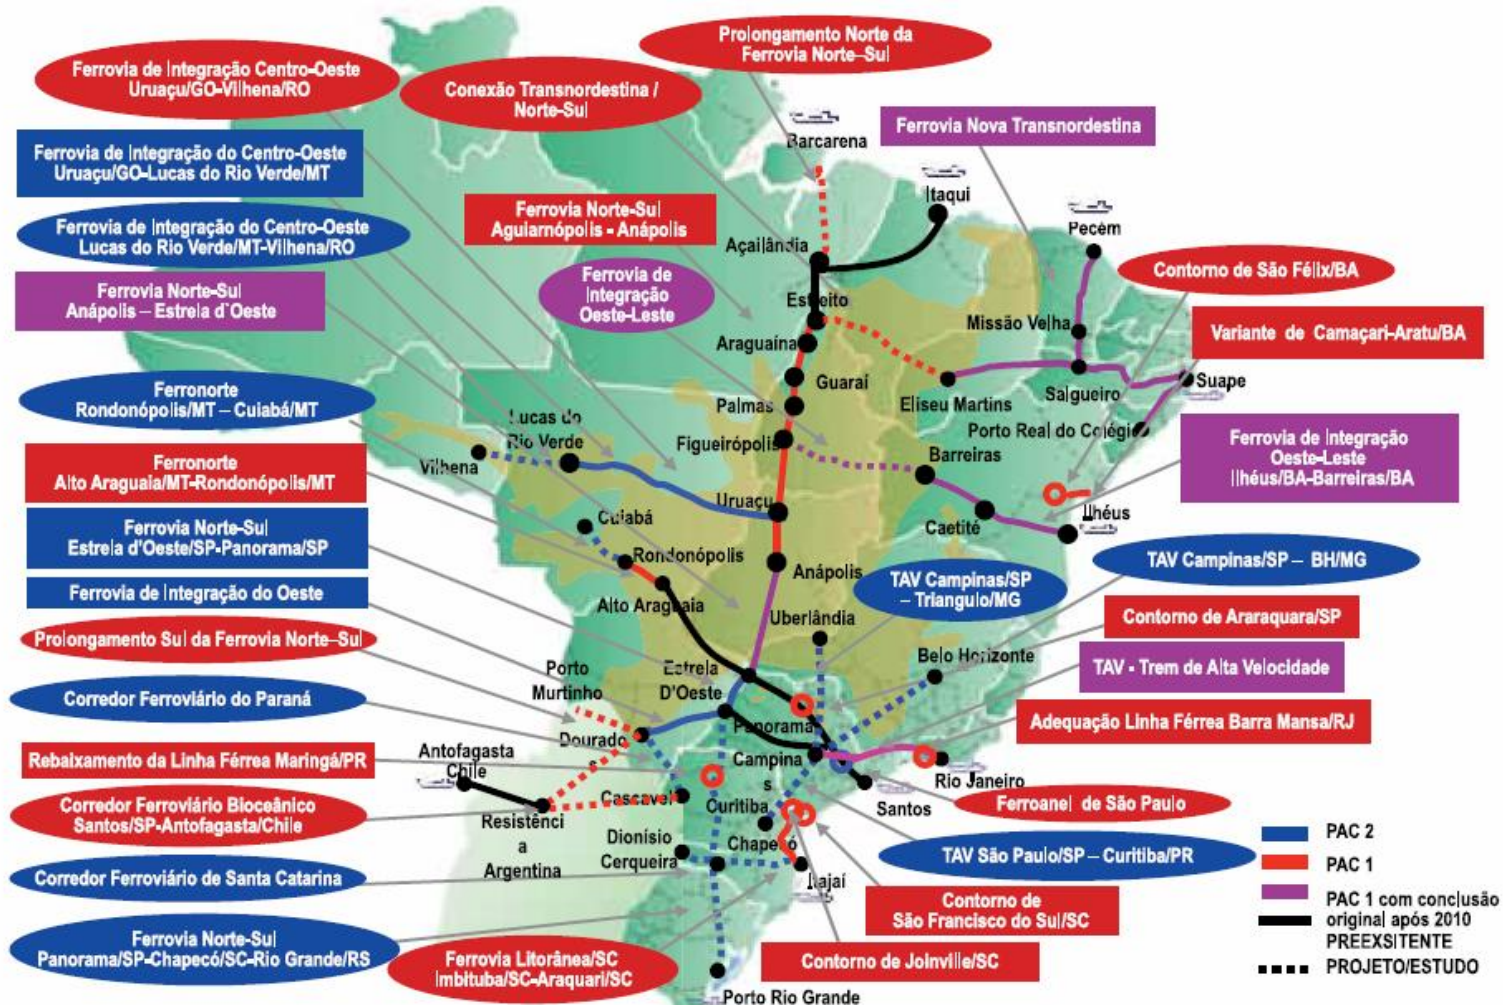 Prolongamento Norte da
Ferrovia Norte–Sul
Ferrovia de Integração Centro-Oeste
Uruaçu/GO-Vilhena/RO
Conexão Transnordestina /
Norte-Sul
Barcarena
Ferrovia Nova Transnordestina
Ferrovia de Integração do Centro-Oeste
Uruaçu/GO-Lucas do Rio Verde/MT
Itaqui
Ferrovia Norte-Sul
Aguiarnópolis - Anápolis
Pecém
Ferrovia de Integração do Centro-Oeste
Lucas do Rio Verde/MT-Vilhena/RO
Açailândia
Contorno de São Félix/BA
Ferrovia de
Integração
Oeste-Leste
Ferrovia Norte-Sul
Anápolis – Estrela d`Oeste
Estreito
Missão Velha
Variante de Camaçari-Aratu/BA
Araguaína
Guaraí
Salgueiro
Suape
Eliseu Martins
Palmas
Ferronorte
Rondonópolis/MT – Cuiabá/MT
Lucas do
Rio Verde
Figueirópolis
Porto Real do Colégio
Ferrovia de Integração
Oeste-Leste
Ilhéus/BA-Barreiras/BA
Barreiras
Vilhena
Ferronorte
Alto Araguaia/MT-Rondonópolis/MT
Uruaçu
Caetité
Ilhéus
Cuiabá
Ferrovia Norte-Sul
Estrela d'Oeste/SP-Panorama/SP
Rondonópolis
Anápolis
TAV Campinas/SP – BH/MG
TAV Campinas/SP
– Triangulo/MG
Ferrovia de Integração do Oeste
Alto Araguaia
Uberlândia
Contorno de Araraquara/SP
Prolongamento Sul da Ferrovia Norte–Sul
Belo Horizonte
Porto
Murtinho
Estrela
D'Oeste
TAV - Trem de Alta Velocidade
Corredor Ferroviário do Paraná
Panorama
Adequação Linha Férrea Barra Mansa/RJ
Dourado
s
Antofagasta
Chile
Rebaixamento da Linha Férrea Maringá/PR
Campina
s
Rio Janeiro
Cascavel
Curitiba
Santos
Ferroanel de São Paulo
Corredor Ferroviário Bioceânico
Santos/SP-Antofagasta/Chile
Resistênci
a
Argentina
Dionísio
Cerqueira
Chapecó
TAV São Paulo/SP – Curitiba/PR
Corredor Ferroviário de Santa Catarina
Itajaí
Contorno de
São Francisco do Sul/SC
Ferrovia Norte-Sul
Panorama/SP-Chapecó/SC-Rio Grande/RS
Ferrovia Litorânea/SC
Imbituba/SC-Araquari/SC
Contorno de Joinville/SC
Porto Rio Grande
PAC 2
PAC 1
PAC 1 com conclusão
original após 2010
PREEXSITENTE
PROJETO/ESTUDO